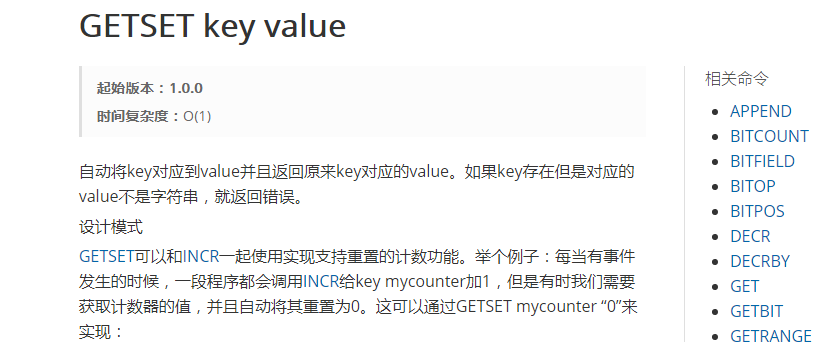 GETSET key value
起始版本：1.0.0
时间复杂度：O(1)
自动将key对应到value并且返回原来key对应的value。如果key存在但是对应的
value不是字符串，就返回错误。
设计模式
GETSET可以和INCR一起使用实现支持重置的计数功能。举个例子：每当有事件
发生的时候，一段程序都会调用INCR给key mycounter加1，但是有时我们需要
获取计数器的值，并且自动将其重置为0。这可以通过GETSET mycounter “0”来
实现：
相关命令
APPEND
BITCOUNT
BITFIELD
BITOP
BITPOS
DECR
DECRBY
GET
GETBIT
GETRANGE